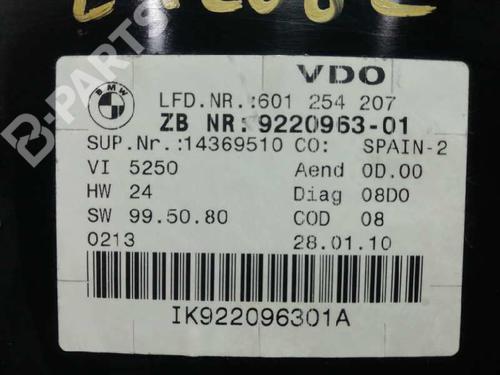 B-PARTS
BMW
VDO
LFD.NR.:601 254 207
ZB NR: 9220963-01
SUP.Nr.:14369510 CO: SPAIN-2
VI 5250 Aend 0D.00
HW 24 Diag 08D0
SW 99.50.80 COD 08
0213 28.01.10
IK922096301A